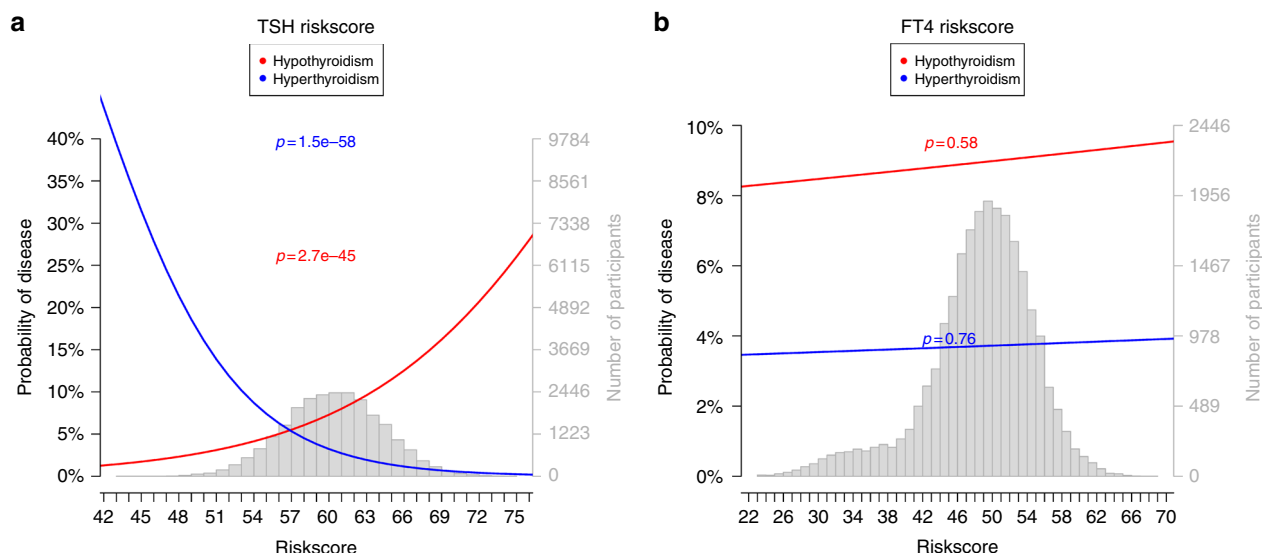 a
TSH riskscore
Hypothyroidism
Hyperthyroidism
p=1.5e–58
p=2.7e–45
40%
35%
30%
25%
20%
15%
10%
5%
0%
Probability of disease
9784
8561
7338
6115
4892
3669
2446
1223
0
Number of participants
42 45 48 51 54 57 60 63 66 69 72 75
Riskscore
b
FT4 riskscore
Hypothyroidism
Hyperthyroidism
p=0.58
p=0.76
10%
8%
6%
4%
2%
0%
Probability of disease
2446
1956
1467
978
489
0
Number of participants
22 26 30 34 38 42 46 50 54 58 62 66 70
Riskscore